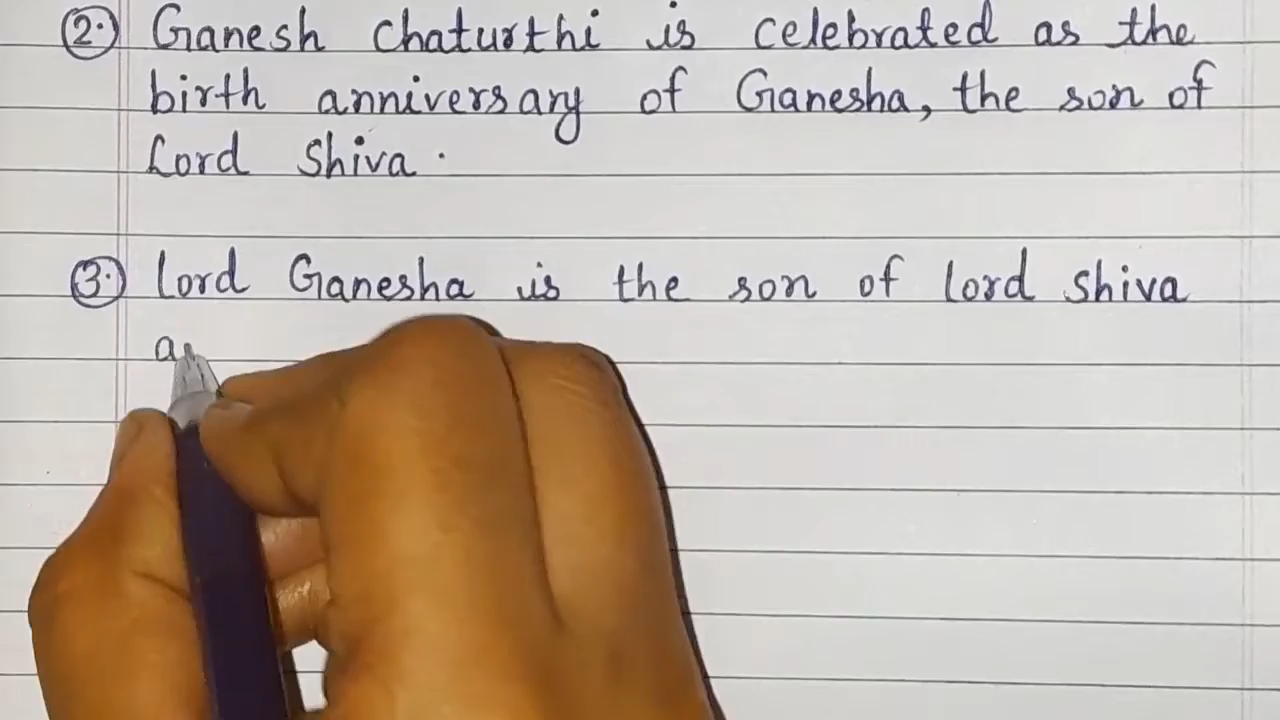 2. Ganesh Chaturthi is celebrated as the
birth anniversary of Ganesha, the son of
Lord Shiva.
3. Lord Ganesha is the son of lord Shiva
a